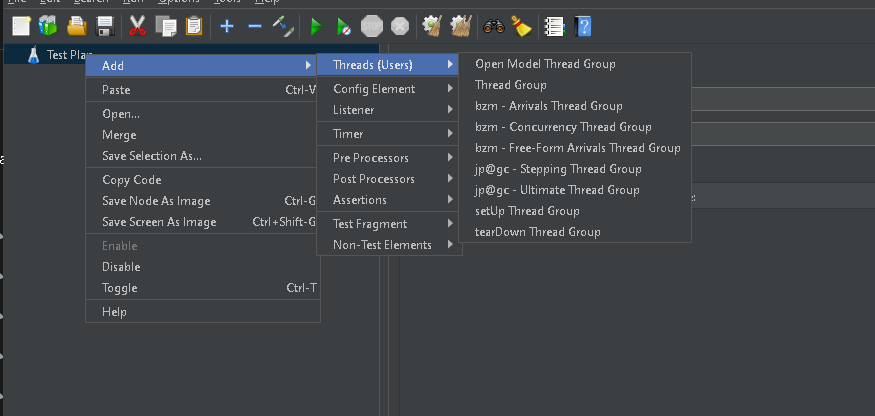 File Edit Search Run Options Tools Help
Test Plan
Add
Paste Ctrl-V
Open...
Merge
Save Selection As...
Copy Code
Save Node As Image Ctrl-G
Save Screen As Image Ctrl+Shift-G
Enable
Disable
Toggle Ctrl-T
Help
Threads (Users)
Config Element
Listener
Timer
Pre Processors
Post Processors
Assertions
Test Fragment
Non-Test Elements
Open Model Thread Group
Thread Group
bzm - Arrivals Thread Group
bzm - Concurrency Thread Group
bzm - Free-Form Arrivals Thread Group
jp@gc - Stepping Thread Group
jp@gc - Ultimate Thread Group
setUp Thread Group
tearDown Thread Group